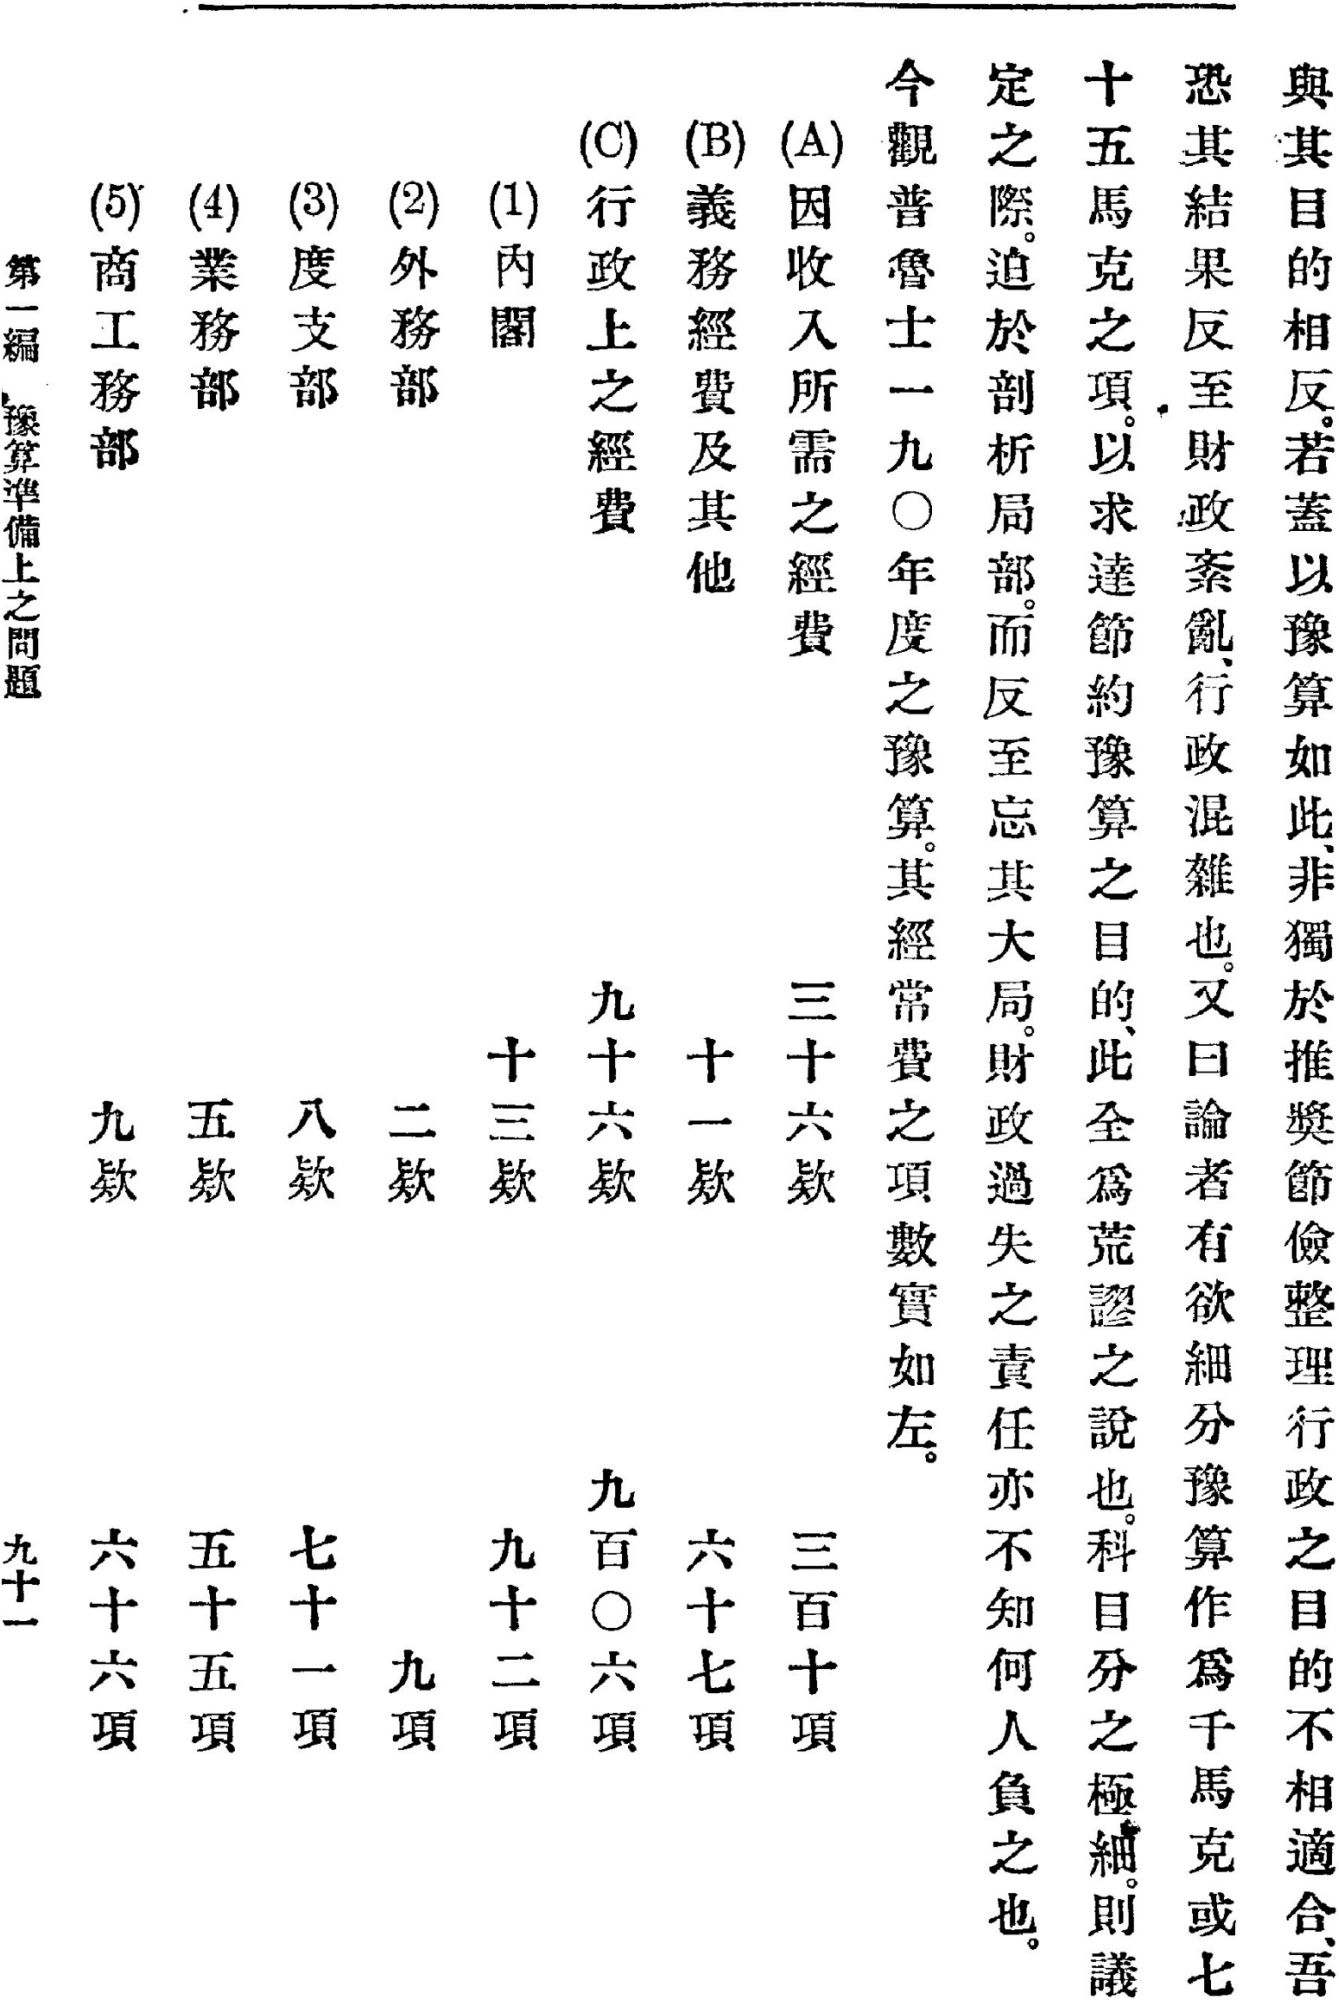 與其目的相反。若蓋以豫算如此、非獨於推奬節儉整理行政之目的不相適合、吾
恐其結果反至財政紊亂、行政混雜也。又曰論者有欲細分豫算作爲千馬克或七
十五馬克之項。以求達節約豫算之目的、此全爲荒謬之說也。科目分之極細。則議
定之際。迫於剖析局部。而反至忘其大局。財政過失之責任亦不知何人負之也。
今觀普魯士一九〇年度之豫算。其經常費之項數實如左。
(A)因收入所需之經費 三十六欵 三百十項
(B)義務經費及其他 十一欵 六十七項
(C)行政上之經費 九十六欵 九百〇六項
(1)內閣 十三欵 九十二項
(2)外務部 二欵 九項
(3)度支部 八欵 七十一項
(4)業務部 五欵 五十五項
(5)商工務部 九欵 六十六項
第一編 豫算準備上之問題 九十一